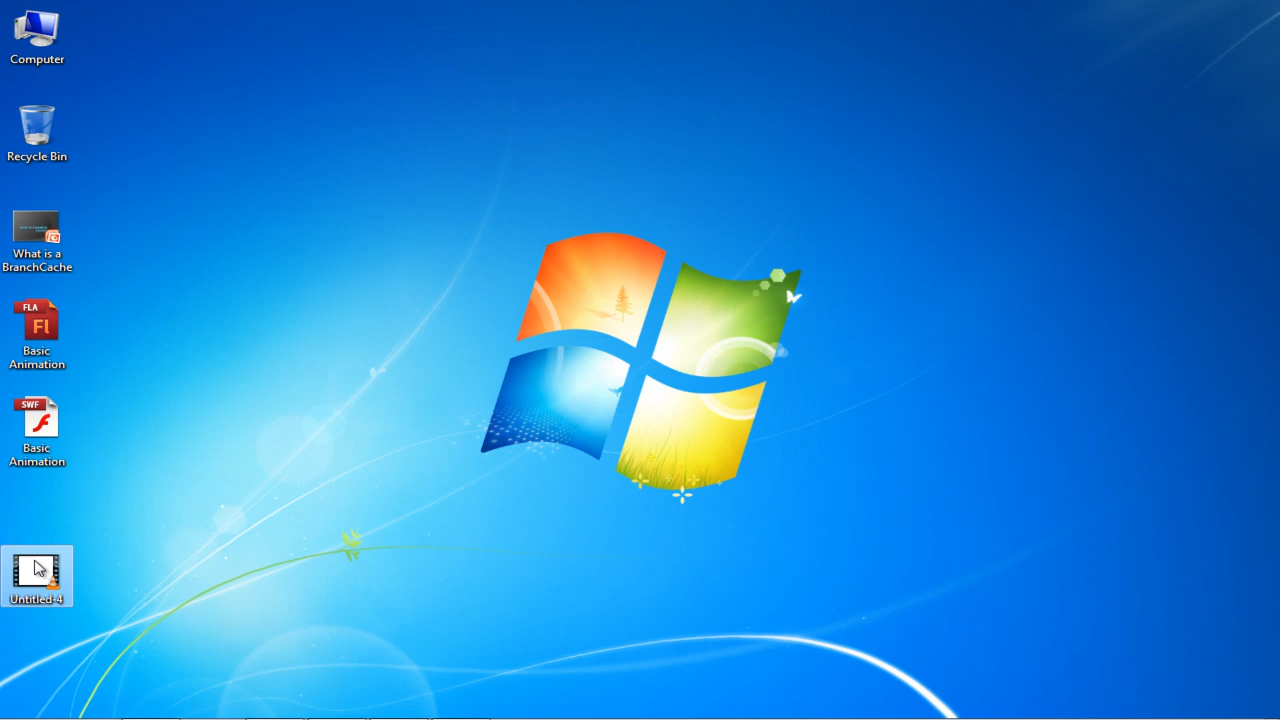 Computer
Recycle Bin
What is a
BranchCache
FLA
Fl
Basic
Animation
SWF
Basic
Animation
Untitled-4